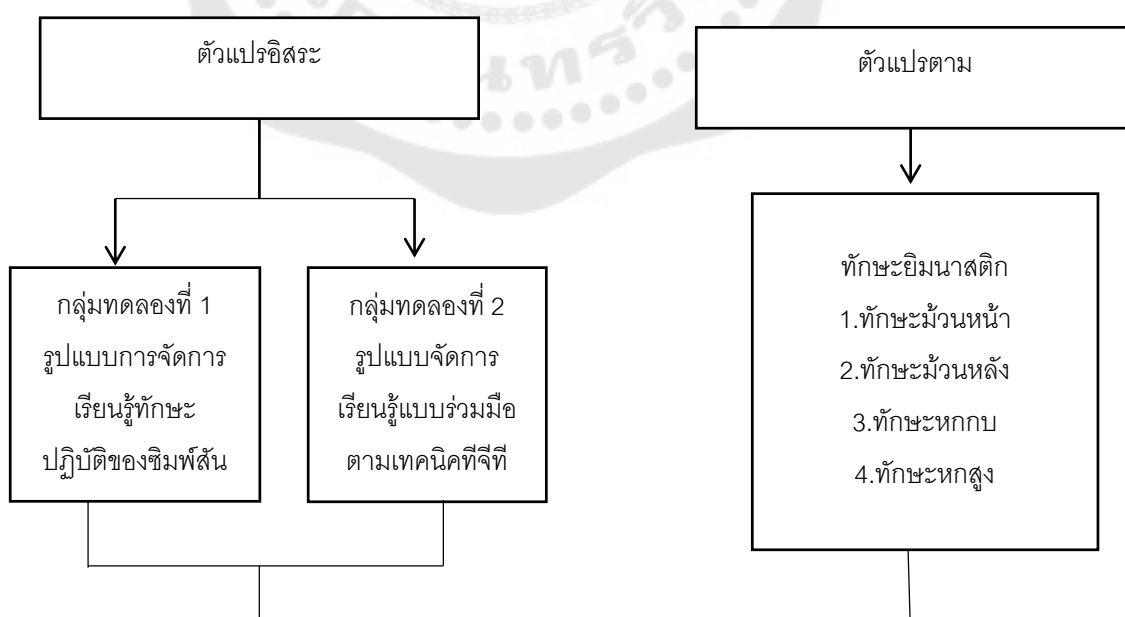 ตัวแปรอิสระ
ตัวแปรตาม
กลุ่มทดลองที่ 1
รูปแบบการจัดการ
เรียนรู้ทักษะ
ปฏิบัติของซิมพ์สัน
กลุ่มทดลองที่ 2
รูปแบบจัดการ
เรียนรู้แบบร่วมมือ
ตามเทคนิคทีจีที
ทักษะยิมนาสติก
1.ทักษะม้วนหน้า
2.ทักษะม้วนหลัง
3.ทักษะหกกบ
4.ทักษะหกสูง